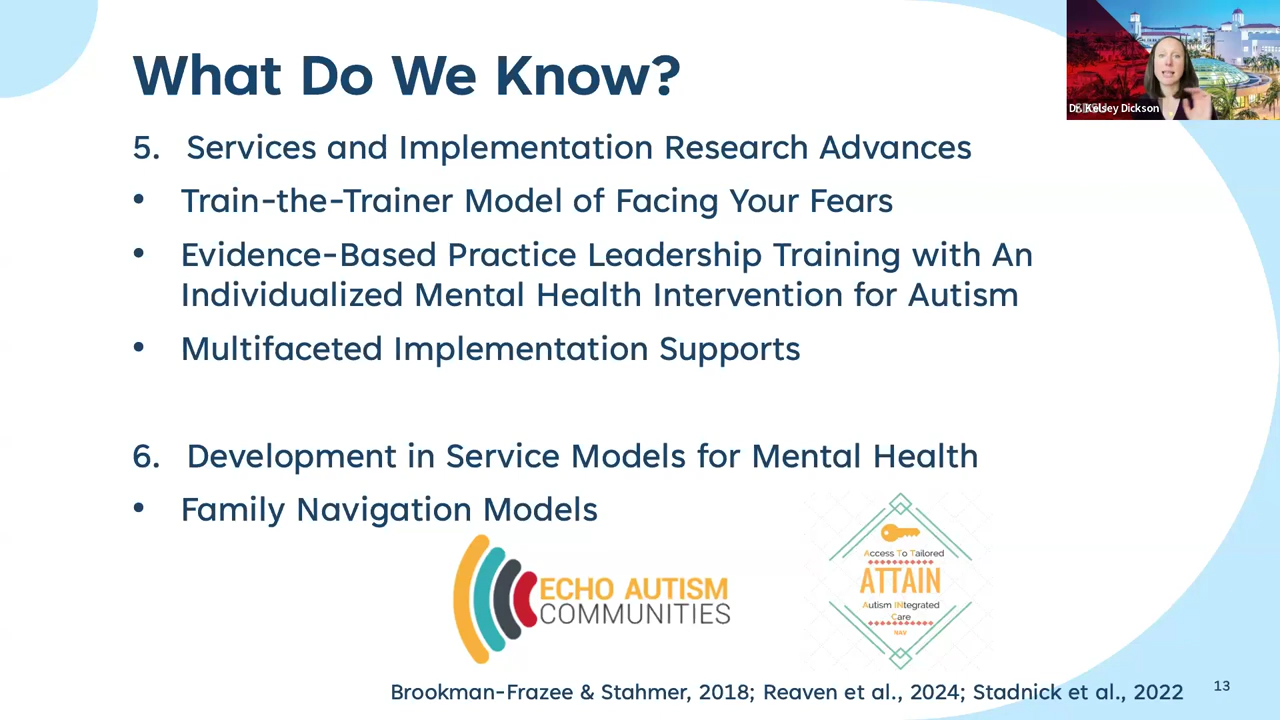 What Do We Know?
Dr. Kelsey Dickson
5. Services and Implementation Research Advances
• Train-the-Trainer Model of Facing Your Fears
• Evidence-Based Practice Leadership Training with An
Individualized Mental Health Intervention for Autism
• Multifaceted Implementation Supports
6. Development in Service Models for Mental Health
• Family Navigation Models
ECHO AUTISM
COMMUNITIES
Access To Tailored
ATTAIN
Autism INtegrated
Care
NAV
Brookman-Frazee & Stahmer, 2018; Reaven et al., 2024; Stadnick et al., 2022
13